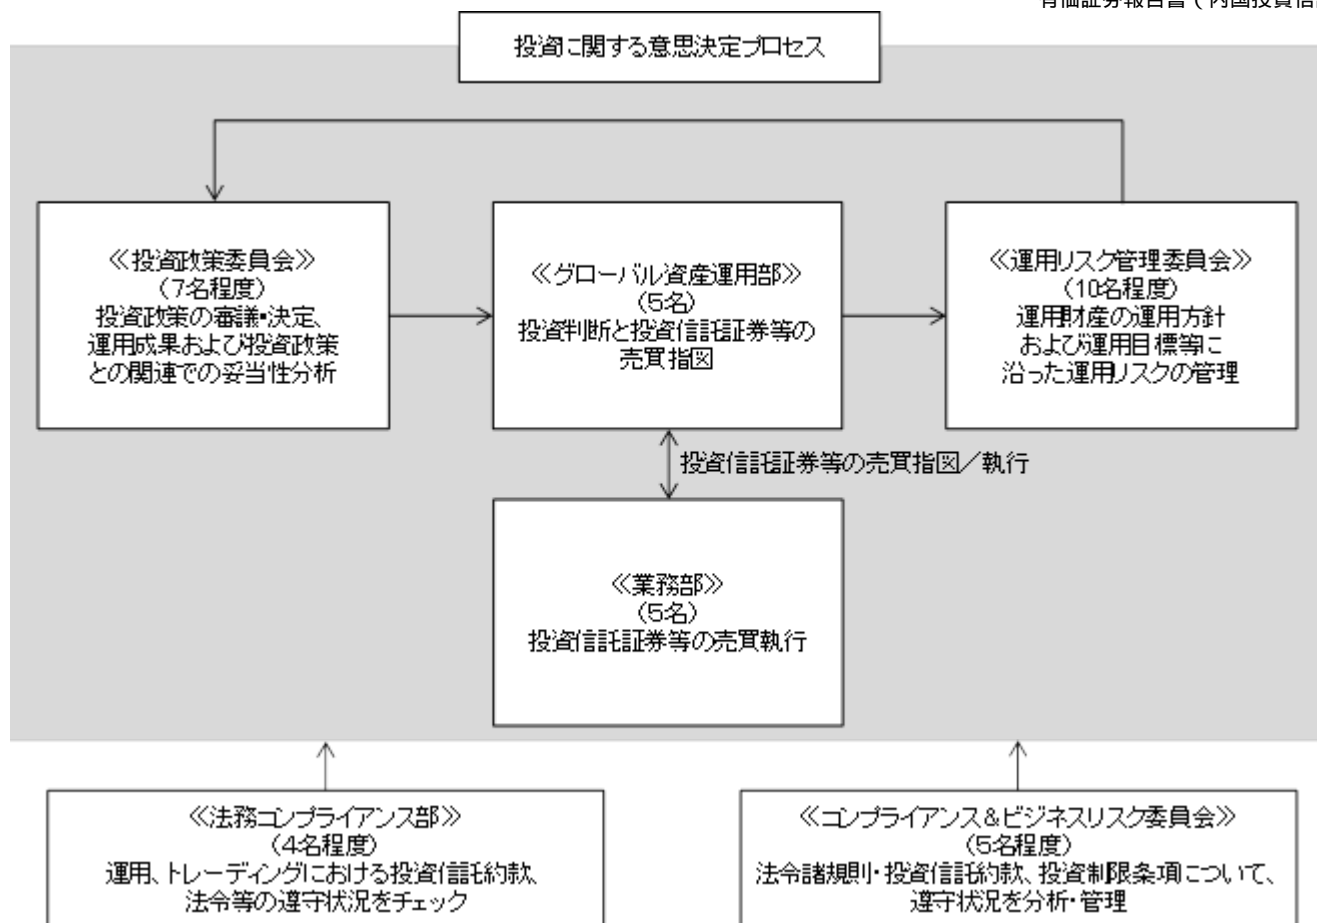 投資に関する意思決定プロセス
≪投資政策委員会≫
(7名程度)
投資政策の審議・決定、
運用成果および投資政策
との関連での妥当性分析
≪グローバル資産運用部≫
(5名)
投資判断と投資信託証券等の
売買指図
≪運用リスク管理委員会≫
(10名程度)
運用財産の運用方針
および運用目標等に
沿った運用リスクの管理
投資信託証券等の売買指図／執行
≪業務部≫
(5名)
投資信託証券等の売買執行
≪法務コンプライアンス部≫
(4名程度)
運用、トレーディングにおける投資信託約款、
法令等の遵守状況をチェック
≪コンプライアンス&ビジネスリスク委員会≫
(5名程度)
法令諸規則・投資信託約款、投資制限条項について、
遵守状況を分析・管理